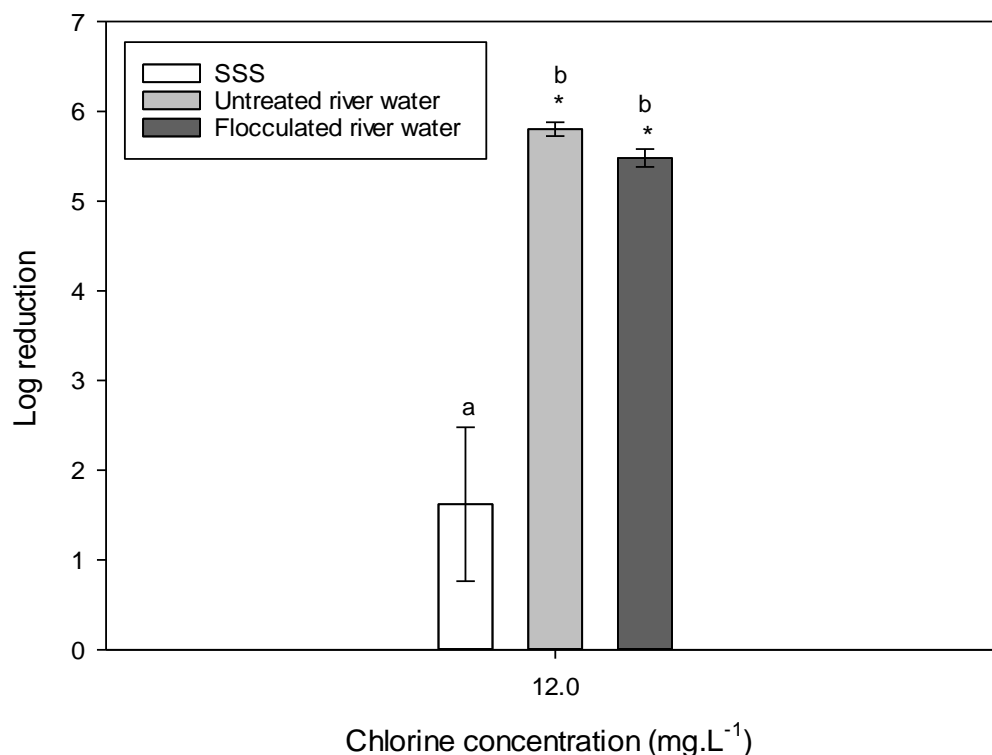 7
6
5
4
3
2
1
0
Log reduction
SSS
Untreated river water
Flocculated river water
a
b
*
b
*
12.0
Chlorine concentration (mg.L⁻¹)